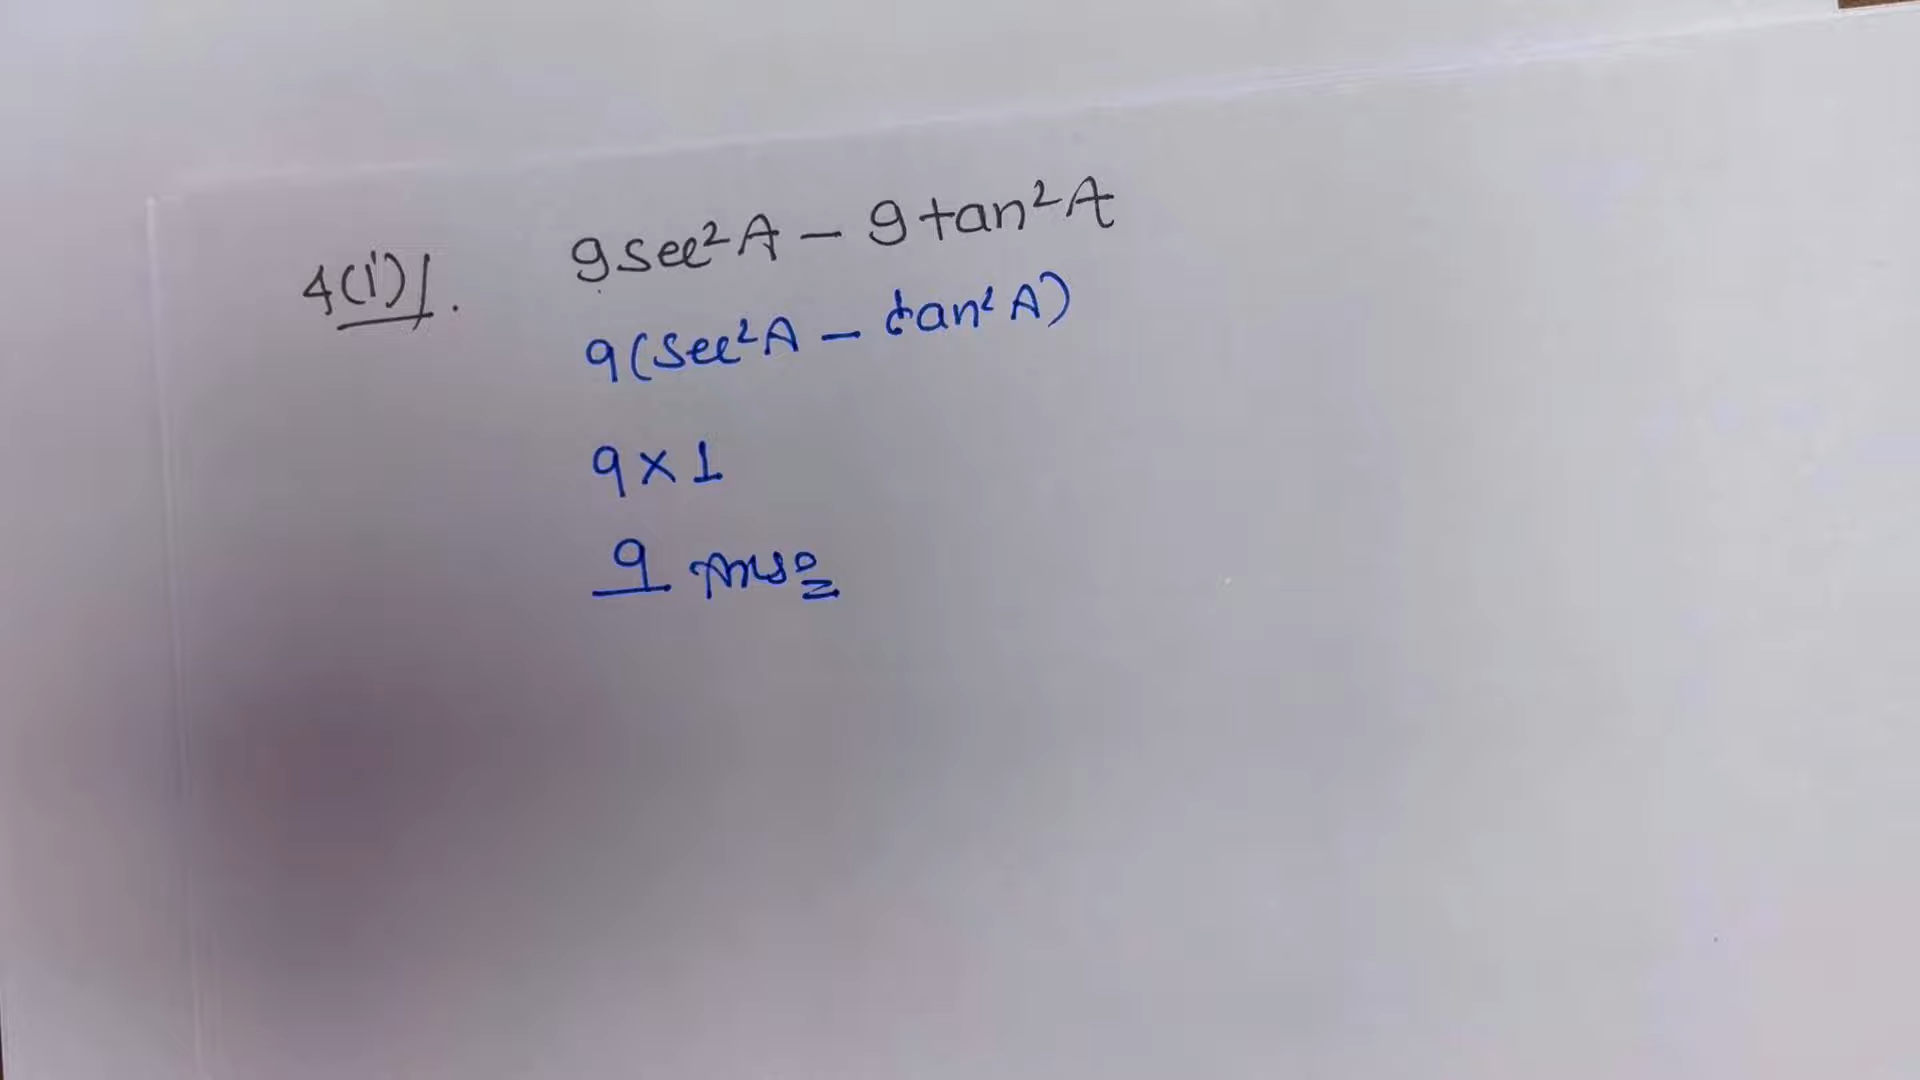 4(i)/. 9sec²A - 9tan²A
9(sec²A - tan²A)
9×1
9 Ans